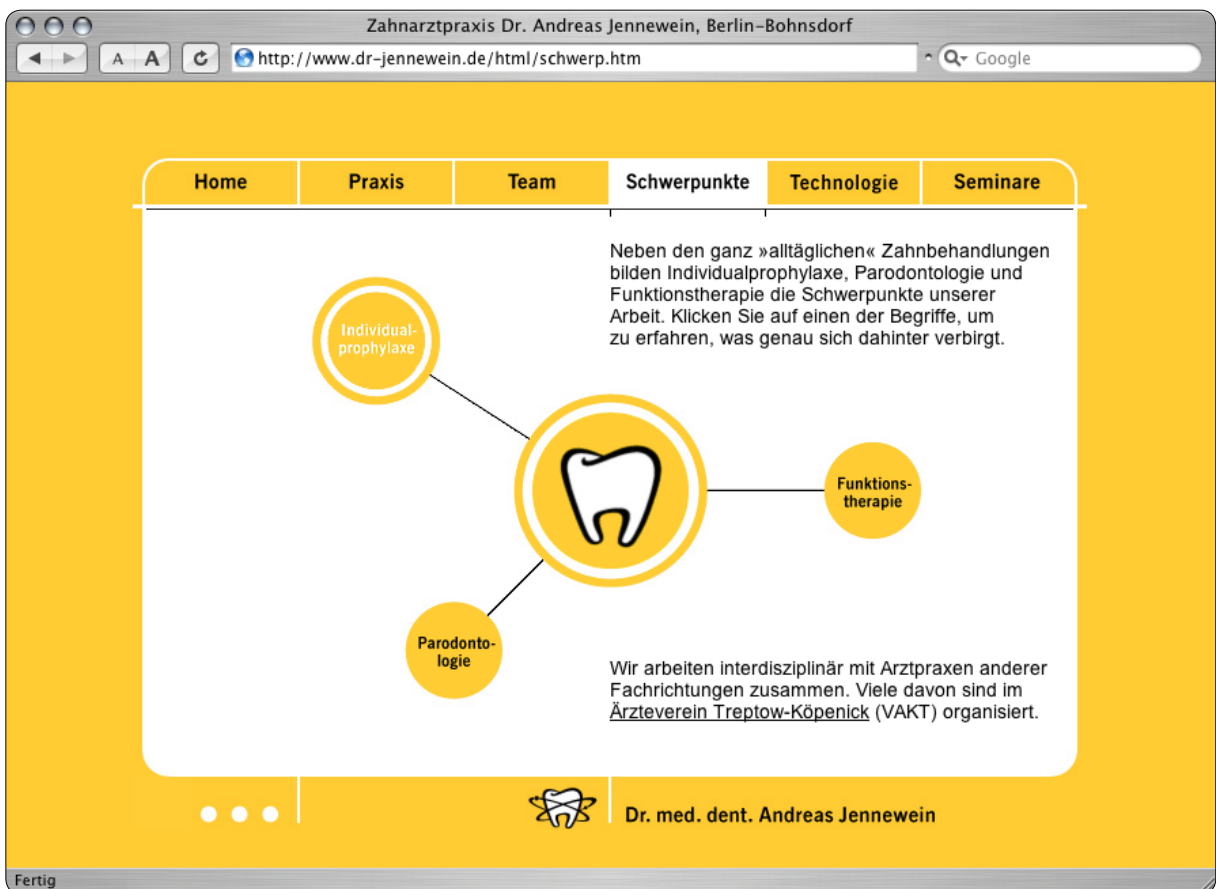 Zahnarztpraxis Dr. Andreas Jennewein, Berlin-Bohnsdorf
A A http://www.dr-jennewein.de/html/schwerp.htm Google
Home Praxis Team Schwerpunkte Technologie Seminare
Neben den ganz »alltäglichen« Zahnbehandlungen
bilden Individualprophylaxe, Parodontologie und
Funktionstherapie die Schwerpunkte unserer
Arbeit. Klicken Sie auf einen der Begriffe, um
zu erfahren, was genau sich dahinter verbirgt.
Individual-
prophylaxe
Funktions-
therapie
Parodonto-
logie
Wir arbeiten interdisziplinär mit Arztpraxen anderer
Fachrichtungen zusammen. Viele davon sind im
Ärzteverein Treptow-Köpenick (VAKT) organisiert.
Dr. med. dent. Andreas Jennewein
Fertig